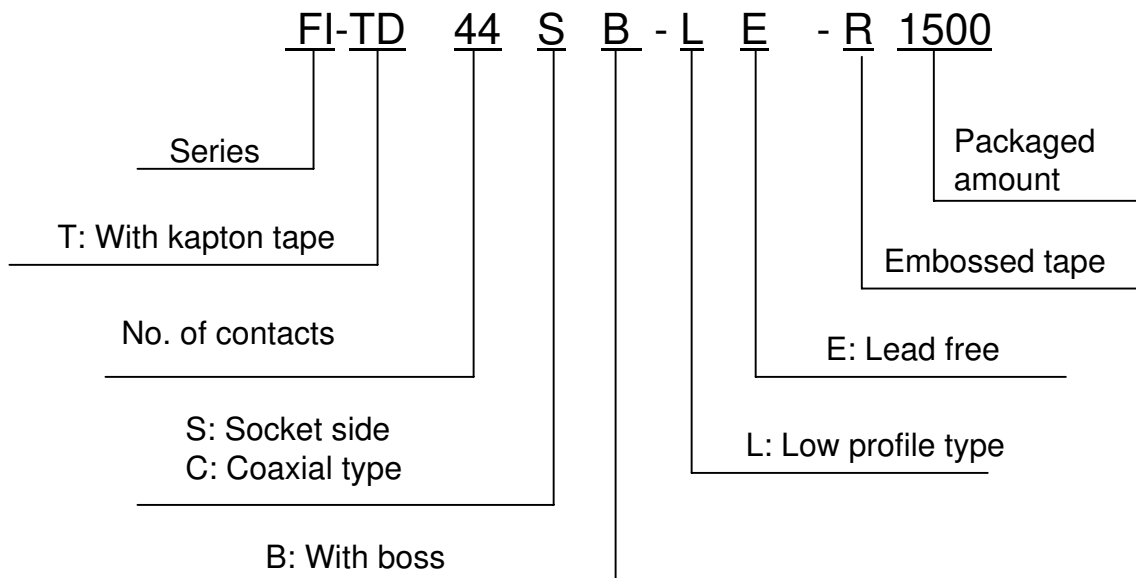 FI-TD 44 S B - L E - R 1500
Series
Packaged
amount
T: With kapton tape
Embossed tape
No. of contacts
E: Lead free
S: Socket side
C: Coaxial type
L: Low profile type
B: With boss